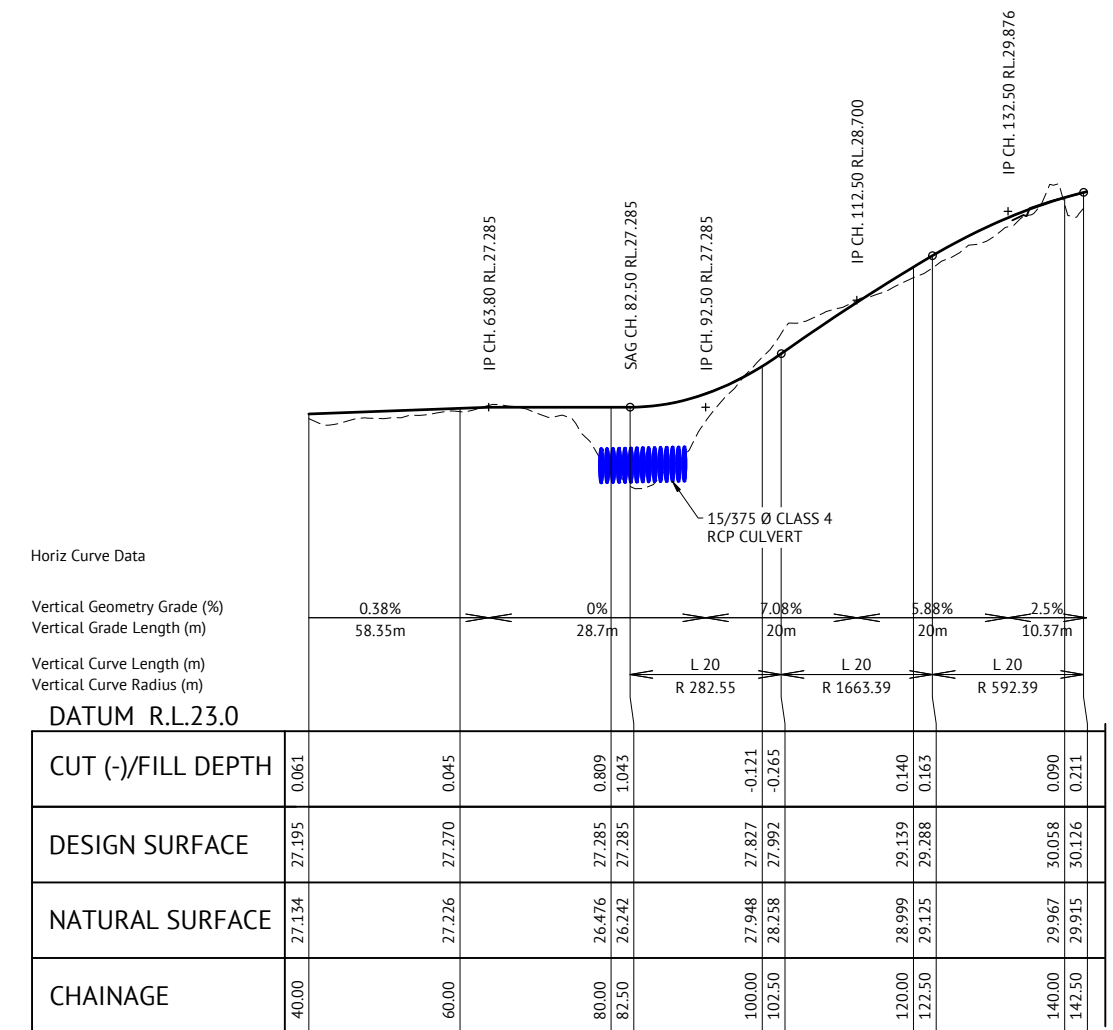 IP CH. 63.80 RL.27.285
SAG CH. 82.50 RL.27.285
IP CH. 92.50 RL.27.285
IP CH. 112.50 RL.28.700
IP CH. 132.50 RL.29.876
15/375 Ø CLASS 4
RCP CULVERT
Horiz Curve Data
Vertical Geometry Grade (%) 0.38% 0% 7.08% 5.88% 2.5%
Vertical Grade Length (m) 58.35m 28.7m 20m 20m 10.37m
Vertical Curve Length (m) L 20 L 20 L 20
Vertical Curve Radius (m) R 282.55 R 1663.39 R 592.39
DATUM R.L.23.0
CUT (-)/FILL DEPTH 0.061 0.045 0.809 1.043 -0.121 -0.265 0.140 0.163 0.090 0.211
DESIGN SURFACE 27.195 27.270 27.285 27.285 27.827 27.992 29.139 29.288 30.058 30.126
NATURAL SURFACE 27.134 27.226 26.476 26.242 27.948 28.258 28.999 29.125 29.967 29.915
CHAINAGE 40.00 60.00 80.00 82.50 100.00 102.50 120.00 122.50 140.00 142.50